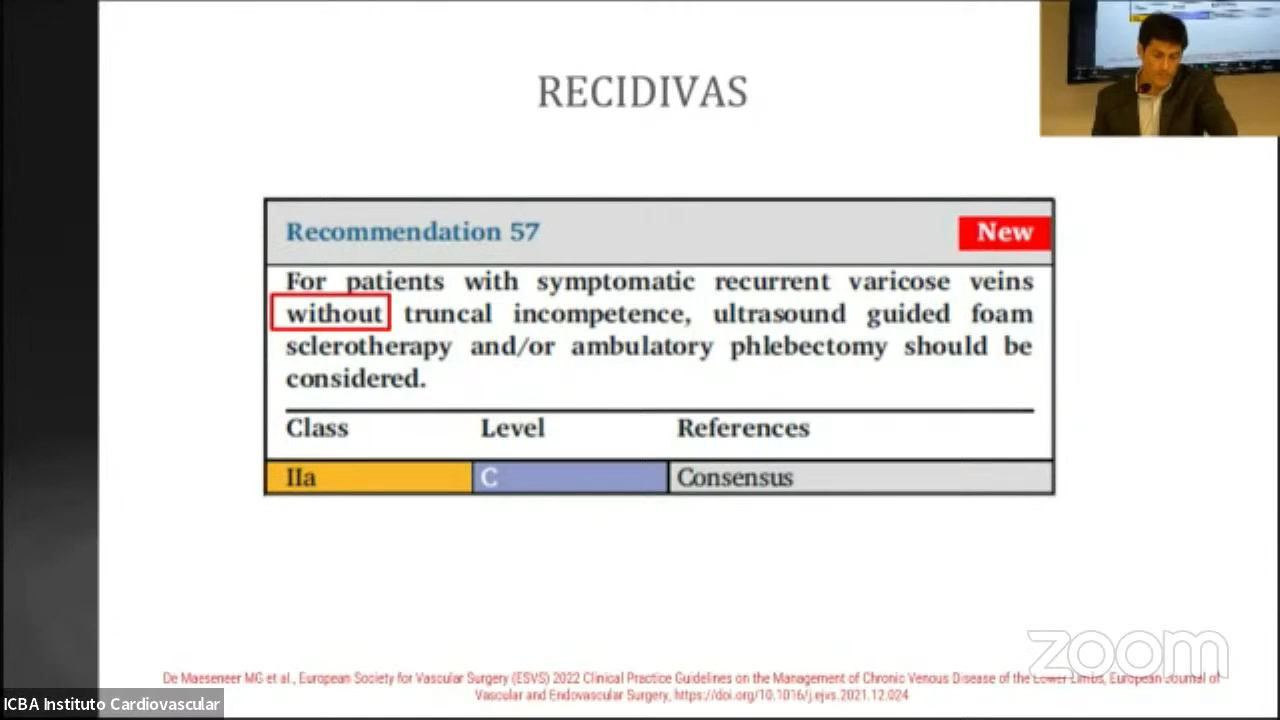 RECIDIVAS
Recommendation 57
New
For patients with symptomatic recurrent varicose veins
without truncal incompetence, ultrasound guided foam
sclerotherapy and/or ambulatory phlebectomy should be
considered.
Class Level References
IIa C Consensus
zoom
De Maeseneer MG et al., European Society for Vascular Surgery (ESVS) 2022 Clinical Practice Guidelines on the Management of Chronic Venous Disease of the Lower Limbs, European Journal of
Vascular and Endovascular Surgery, https://doi.org/10.1016/j.ejvs.2021.12.024
ICBA Instituto Cardiovascular